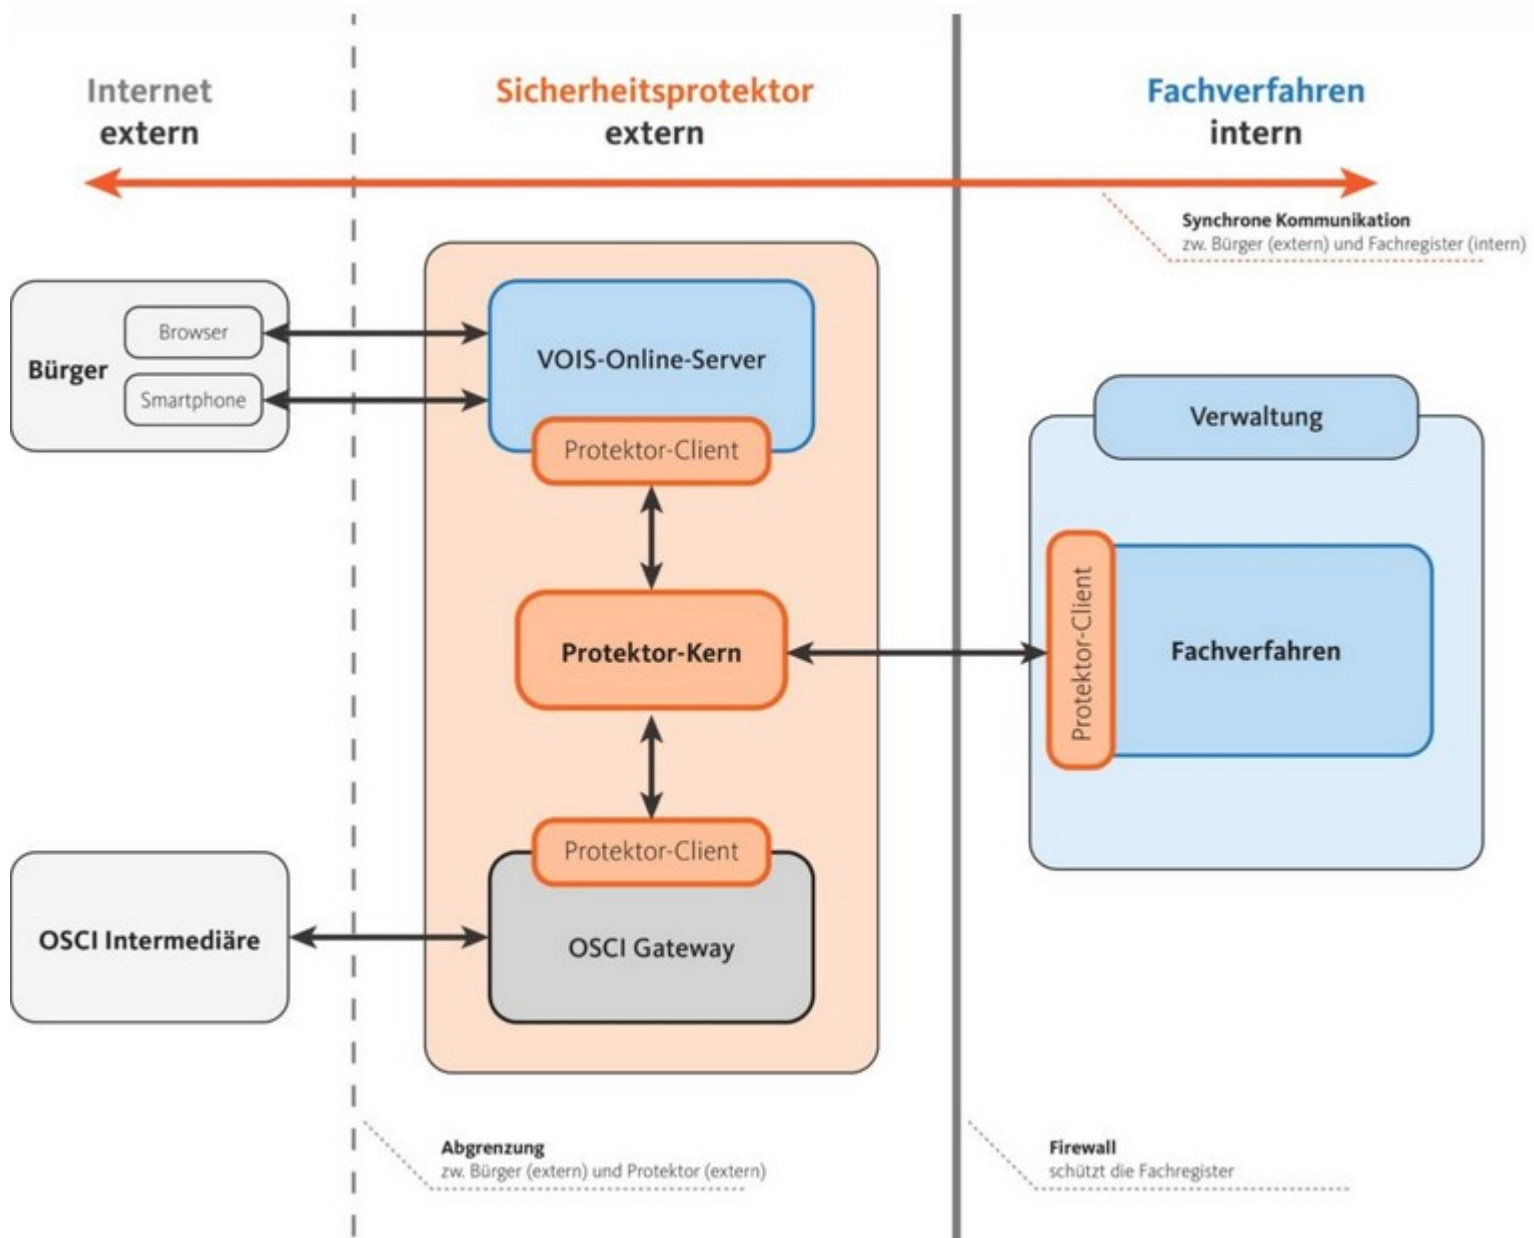 Internet
extern
Sicherheitsprotektor
extern
Fachverfahren
intern
Synchrone Kommunikation
zw. Bürger (extern) und Fachregister (intern)
Bürger
Browser
Smartphone
VOIS-Online-Server
Protektor-Client
Verwaltung
Protektor-Kern
Protektor-Client
Fachverfahren
Protektor-Client
OSCI Intermediäre
OSCI Gateway
Abgrenzung
zw. Bürger (extern) und Protektor (extern)
Firewall
schützt die Fachregister